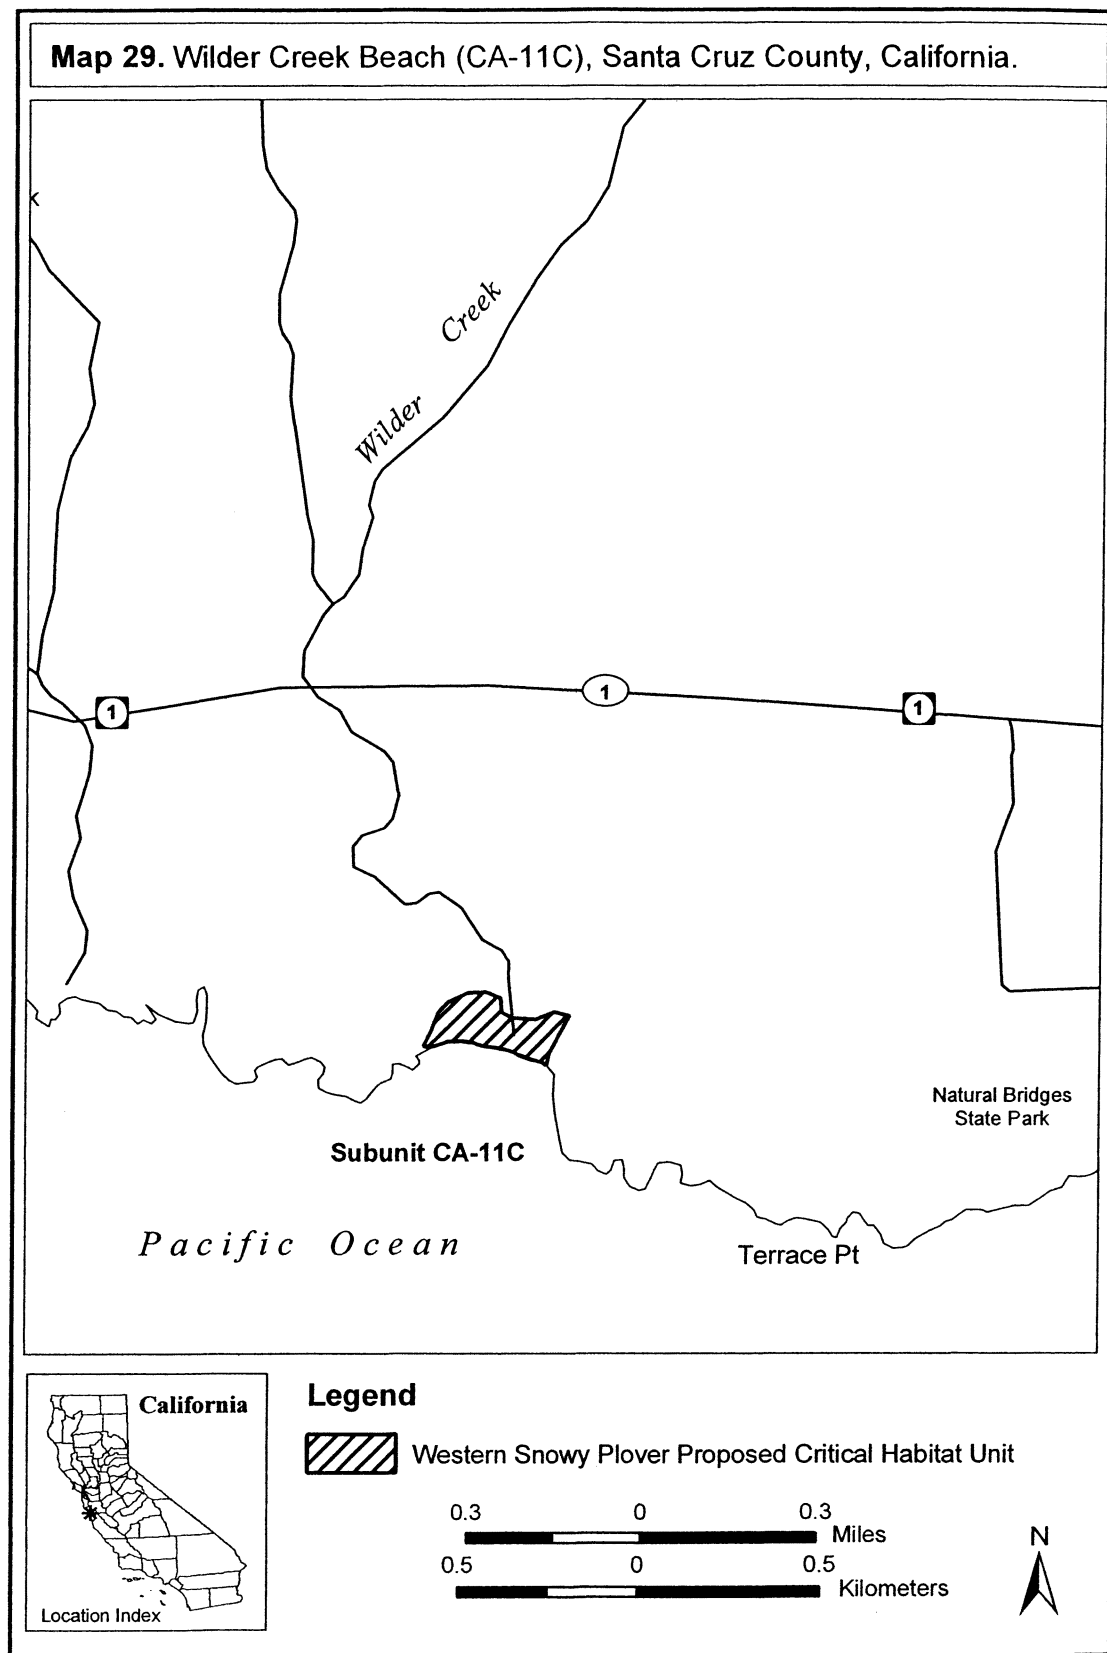 Map 29. Wilder Creek Beach (CA-11C), Santa Cruz County, California.
Creek
Wilder
1
1
1
Natural Bridges
State Park
Subunit CA-11C
Pacific Ocean
Terrace Pt
California
Location Index
Legend
Western Snowy Plover Proposed Critical Habitat Unit
0.3 0 0.3
Miles
0.5 0 0.5
Kilometers
N